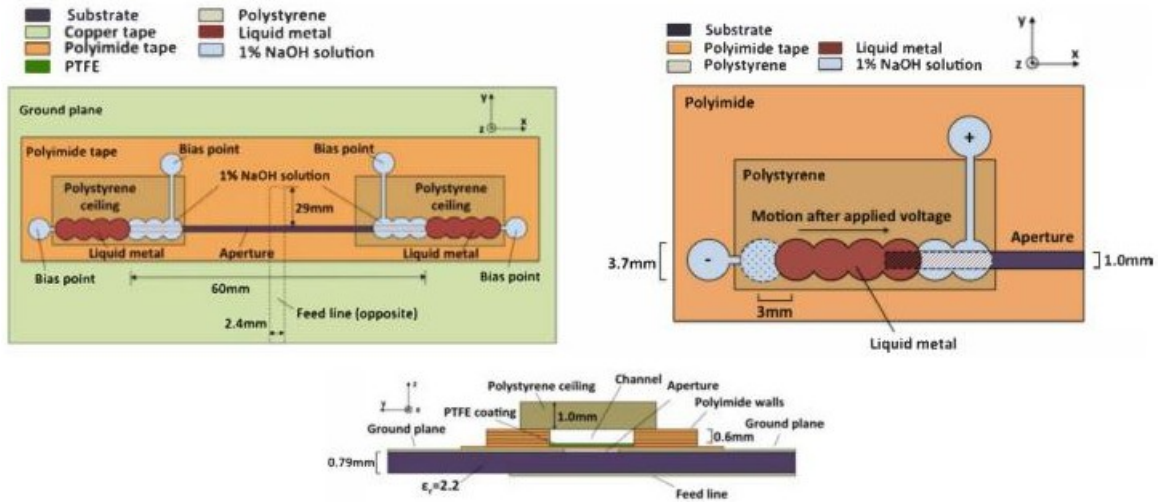 Substrate
Copper tape
Polyimide tape
PTFE
Polystyrene
Liquid metal
1% NaOH solution
Ground plane
y
x
z
Polyimide tape
Bias point
Bias point
1% NaOH solution
Polystyrene
ceiling
Polystyrene
ceiling
29mm
Liquid metal
Aperture
Liquid metal
Bias point
Bias point
60mm
Feed line (opposite)
2.4mm
Substrate
Polyimide tape
Polystyrene
Liquid metal
1% NaOH solution
y
x
z
Polyimide
+
Polystyrene
Motion after applied voltage
Aperture
3.7mm
-
1.0mm
3mm
Liquid metal
z
y
x
Polystyrene ceiling
Channel
Aperture
PTFE coating
1.0mm
Polyimide walls
Ground plane
0.6mm
Ground plane
0.79mm
εr=2.2
Feed line